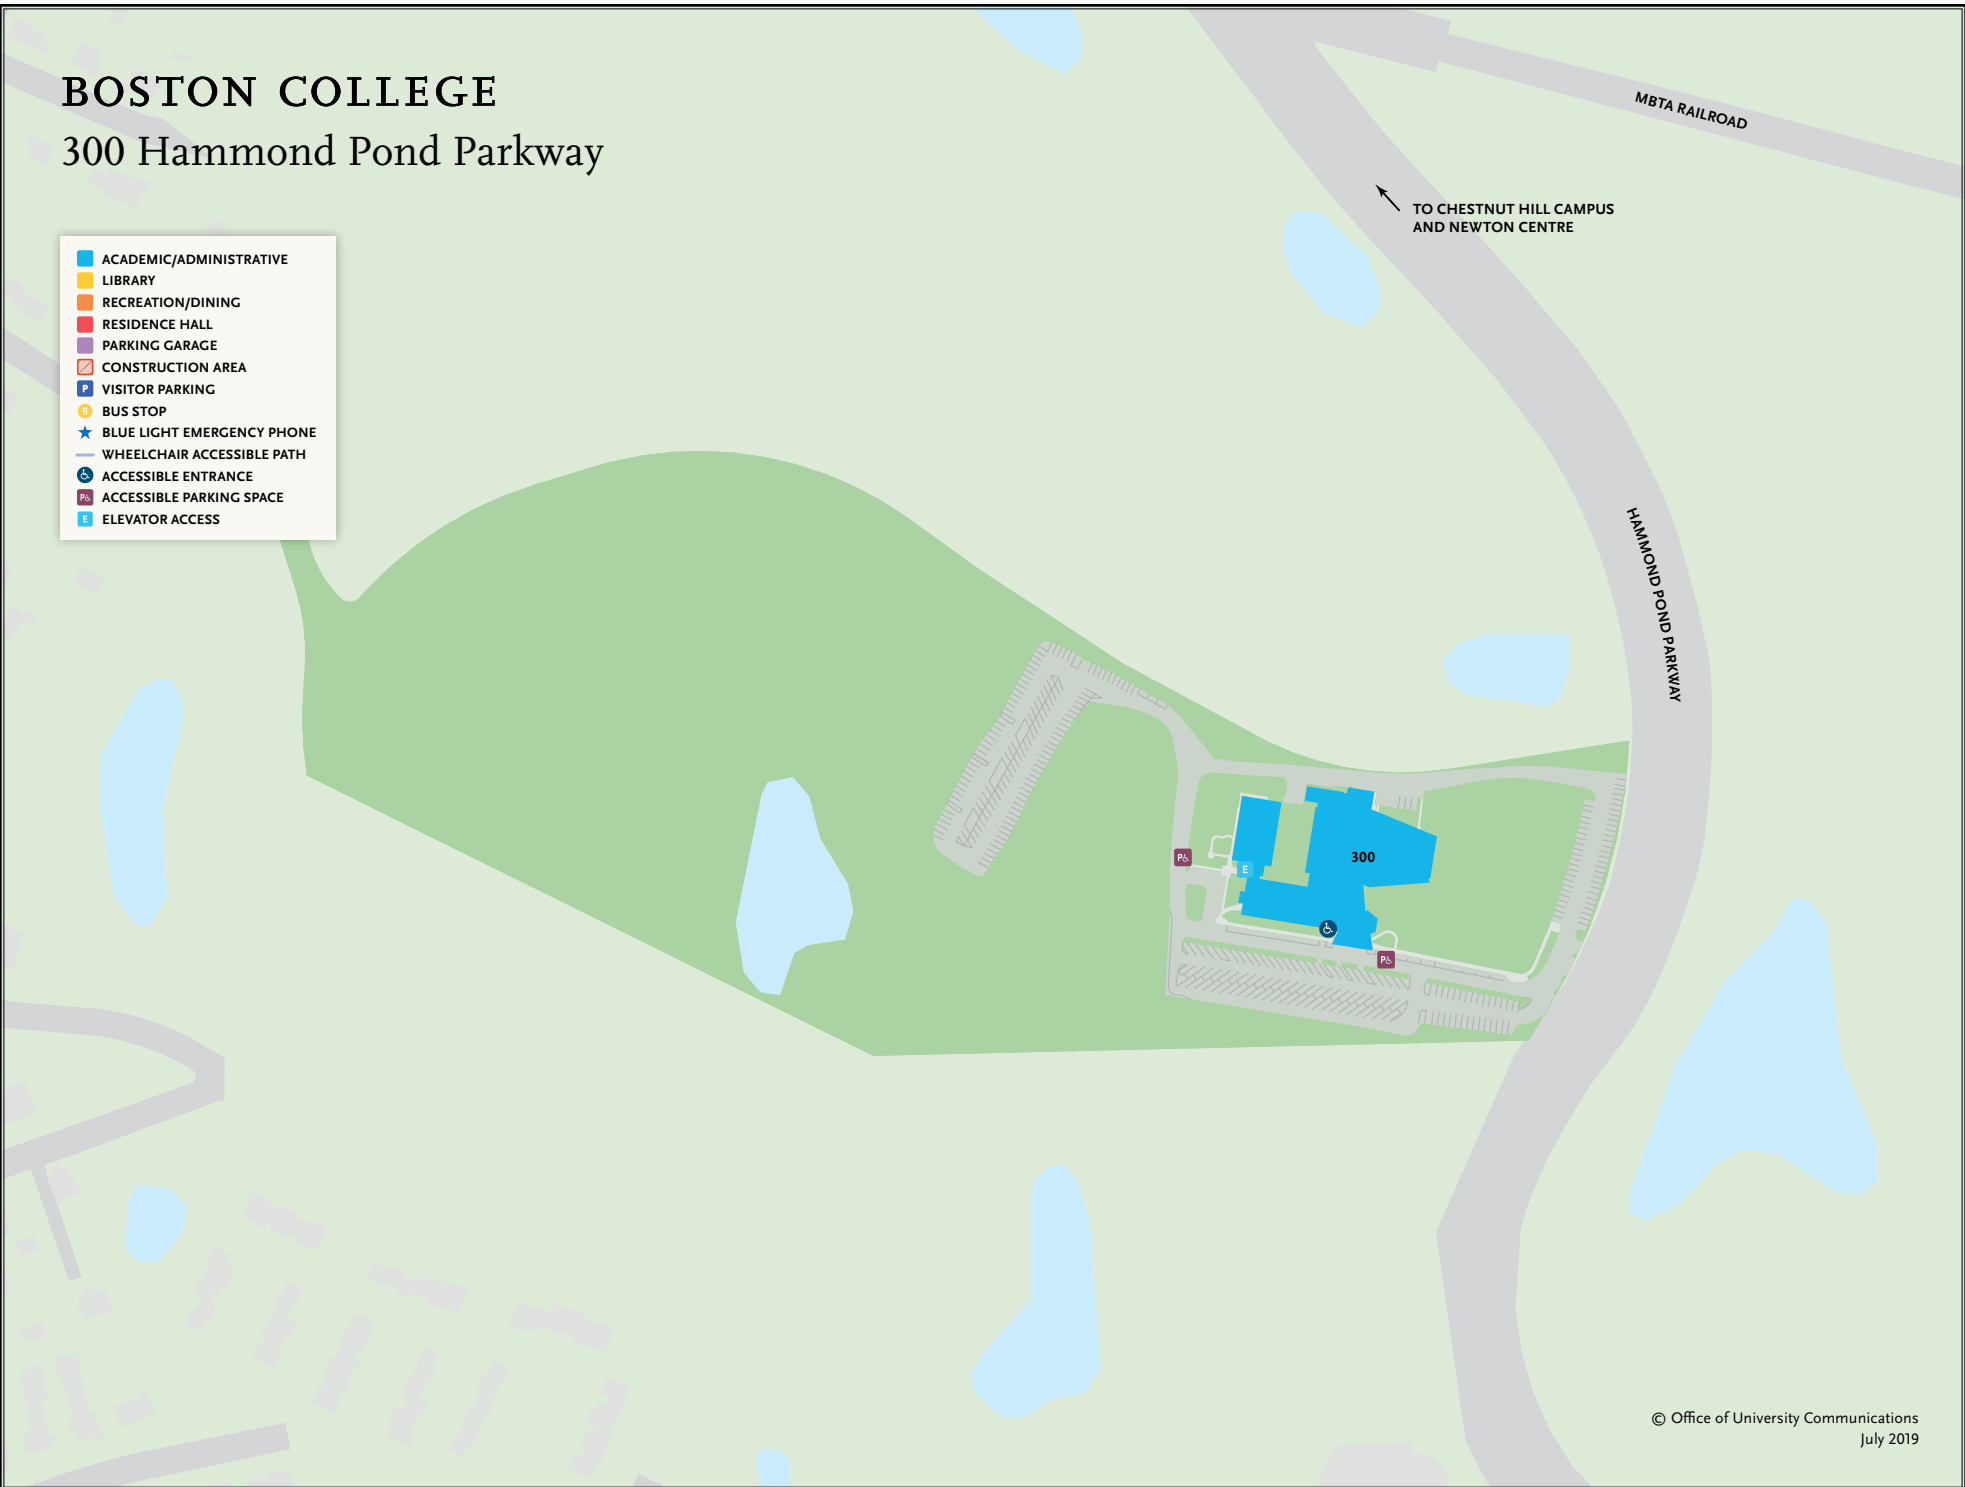 BOSTON COLLEGE
300 Hammond Pond Parkway
MBTA RAILROAD
TO CHESTNUT HILL CAMPUS
AND NEWTON CENTRE
ACADEMIC/ADMINISTRATIVE
LIBRARY
RECREATION/DINING
RESIDENCE HALL
PARKING GARAGE
CONSTRUCTION AREA
P VISITOR PARKING
B BUS STOP
BLUE LIGHT EMERGENCY PHONE
WHEELCHAIR ACCESSIBLE PATH
ACCESSIBLE ENTRANCE
P ACCESSIBLE PARKING SPACE
E ELEVATOR ACCESS
HAMMOND POND PARKWAY
300
P
E
P
© Office of University Communications
July 2019